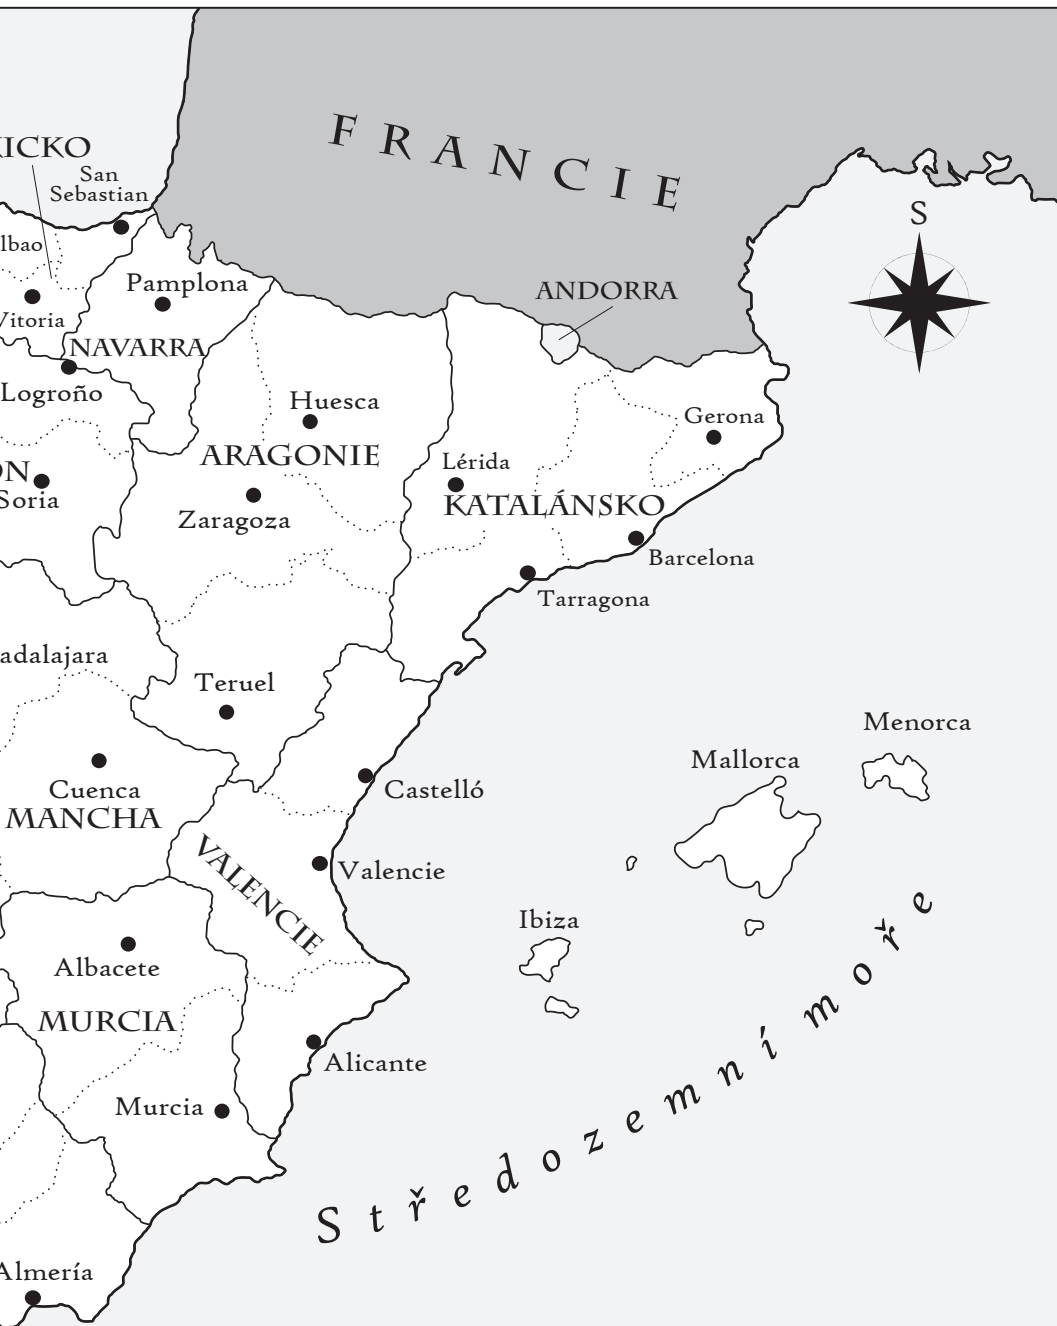 FRANCIE
ICKO
San
Sebastian
S
lbao
Pamplona
ANDORRA
Vitoria
NAVARRA
Logroño
Huesca
Gerona
ARAGONIE
Lérida
ON
Soria
KATALÁNSKO
Zaragoza
Barcelona
Tarragona
adalajara
Teruel
Menorca
Mallorca
Cuenca
Castelló
MANCHA
VALENCIE
Valencie
Ibiza
Albacete
MURCIA
Alicante
Murcia
Středozemní moře
Almería